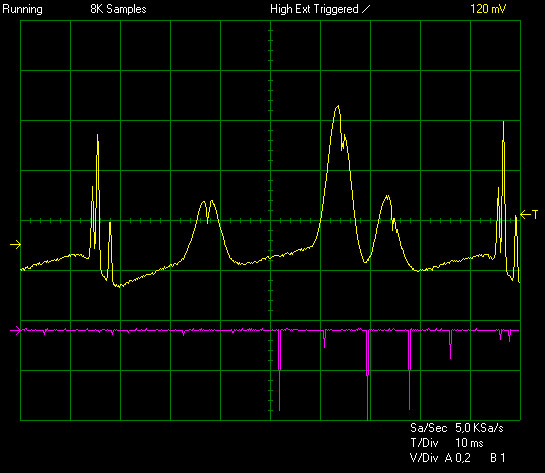 Running 8K Samples High Ext Triggered 120 mV
T
Sa/Sec 5,0 KSa/s
T/Div 10 ms
V/Div A 0,2 B 1